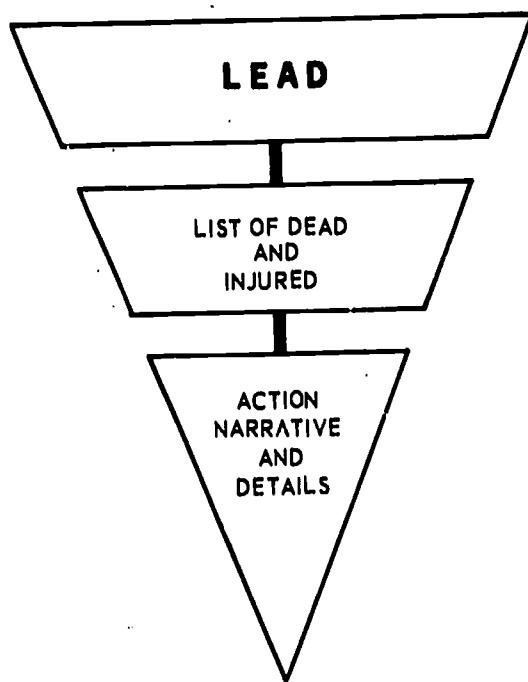 LEAD
LIST OF DEAD
AND
INJURED
ACTION
NARRATIVE
AND
DETAILS